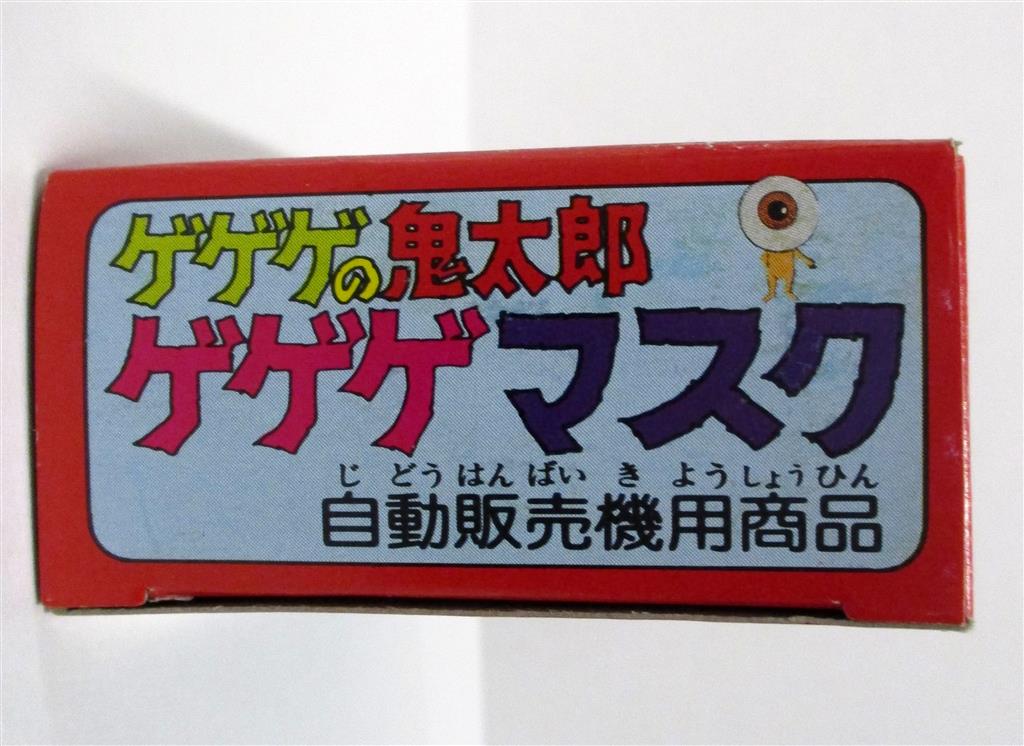 ゲゲゲの鬼太郎
ゲゲゲマスク
じどうはんばいきようしょうひん
自動販売機用商品